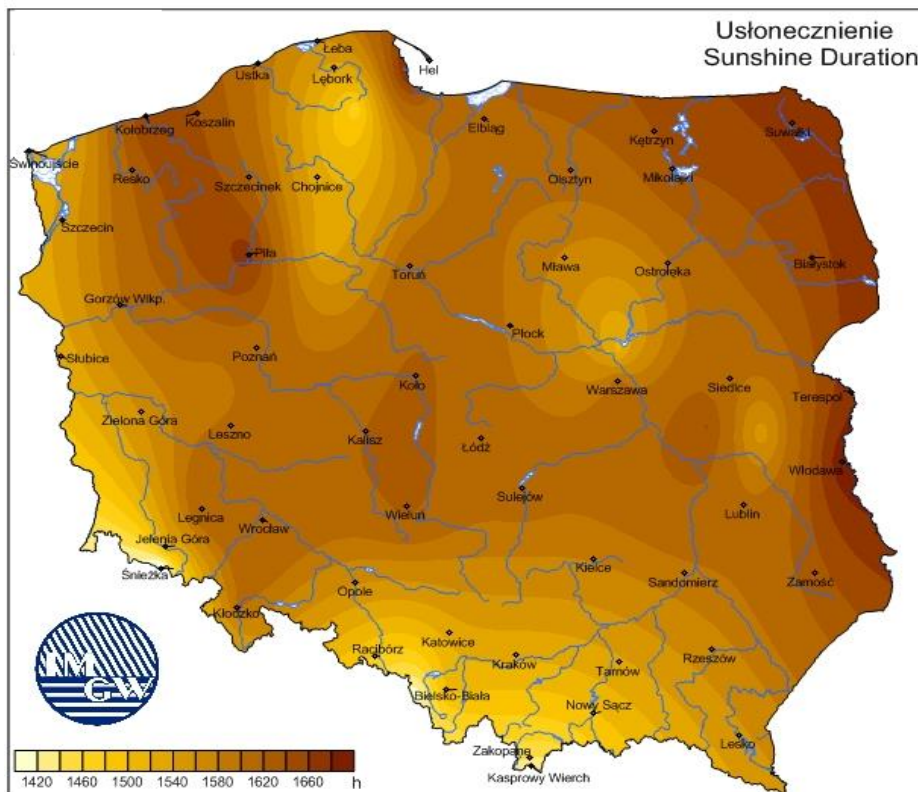 Usłonecznienie
Sunshine Duration
Łeba
Hel
Ustka
Lębork
Koszalin
Kołobrzeg
Elbląg
Kętrzyn
Suwałki
Świnoujście
Resko
Szczecinek
Chojnice
Olsztyn
Mikołajki
Szczecin
Piła
Toruń
Mława
Ostrołęka
Białystok
Gorzów Wlkp.
Płock
Słubice
Poznań
Koło
Warszawa
Siedlce
Terespol
Zielona Góra
Leszno
Kalisz
Łódź
Włodawa
Sulejów
Legnica
Wrocław
Wieluń
Lublin
Jelenia Góra
Śnieżka
Kielce
Sandomierz
Zamość
Opole
Kłodzko
Katowice
Racibórz
Kraków
Tarnów
Rzeszów
Bielsko-Biała
Nowy Sącz
Lesko
Zakopane
Kasprowy Wierch
IM
GW
1420 1460 1500 1540 1580 1620 1660 h